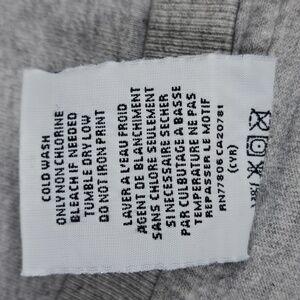 COLD WASH
ONLY NON CHLORINE
BLEACH IF NEEDED
TUMBLE DRY LOW
DO NOT IRON PRINT
LAVER A L'EAU FROID
AGENT DE BLANCHIMENT
SANS CHLORE SEULEMENT
SI NECESSAIRE SECHER
PAR CULBUTAGE A BASSE
TEMPERATURE NE PAS
REPASSER LE MOTIF
RN77806 CA20781
(CYR)